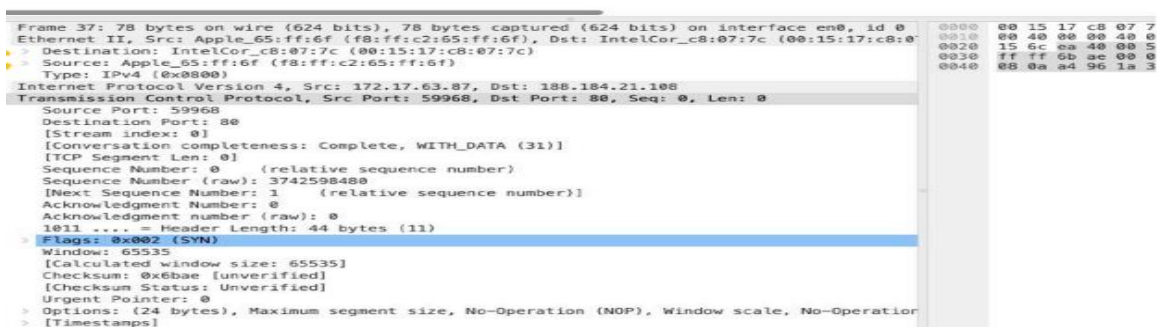 Frame 37: 78 bytes on wire (624 bits), 78 bytes captured (624 bits) on interface en0, id 0
Ethernet II, Src: Apple_65:ff:6f (f8:ff:c2:65:ff:6f), Dst: IntelCor_c8:07:7c (00:15:17:c8:0
> Destination: IntelCor_c8:07:7c (00:15:17:c8:07:7c)
> Source: Apple_65:ff:6f (f8:ff:c2:65:ff:6f)
Type: IPv4 (0x0800)
Internet Protocol Version 4, Src: 172.17.63.87, Dst: 188.184.21.108
Transmission Control Protocol, Src Port: 59968, Dst Port: 80, Seq: 0, Len: 0
Source Port: 59968
Destination Port: 80
[Stream index: 0]
[Conversation completeness: Complete, WITH_DATA (31)]
[TCP Segment Len: 0]
Sequence Number: 0 (relative sequence number)
Sequence Number (raw): 3742598480
[Next Sequence Number: 1 (relative sequence number)]
Acknowledgment Number: 0
Acknowledgment number (raw): 0
1011 .... = Header Length: 44 bytes (11)
> Flags: 0x002 (SYN)
Window: 65535
[Calculated window size: 65535]
Checksum: 0x6bae [unverified]
[Checksum Status: Unverified]
Urgent Pointer: 0
> Options: (24 bytes), Maximum segment size, No-Operation (NOP), Window scale, No-Operation
> [Timestamps]
0000 00 15 17 c8 07 7
0010 00 40 00 00 40 0
0020 15 6c ea 40 00 5
0030 ff ff 6b ae 00 0
0040 08 0a a4 96 1a 3